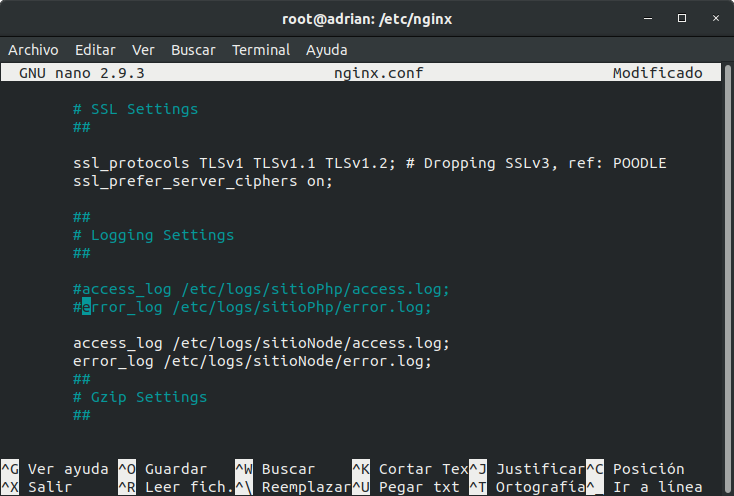 root@adrian: /etc/nginx
Archivo Editar Ver Buscar Terminal Ayuda
GNU nano 2.9.3 nginx.conf Modificado
# SSL Settings
##
ssl_protocols TLSv1 TLSv1.1 TLSv1.2; # Dropping SSLv3, ref: POODLE
ssl_prefer_server_ciphers on;
##
# Logging Settings
##
#access_log /etc/logs/sitioPhp/access.log;
#error_log /etc/logs/sitioPhp/error.log;
access_log /etc/logs/sitioNode/access.log;
error_log /etc/logs/sitioNode/error.log;
##
# Gzip Settings
##
^G Ver ayuda ^O Guardar ^W Buscar ^K Cortar Tex^J Justificar^C Posición
^X Salir ^R Leer fich.^\ Reemplazar^U Pegar txt ^T Ortografía^_ Ir a línea